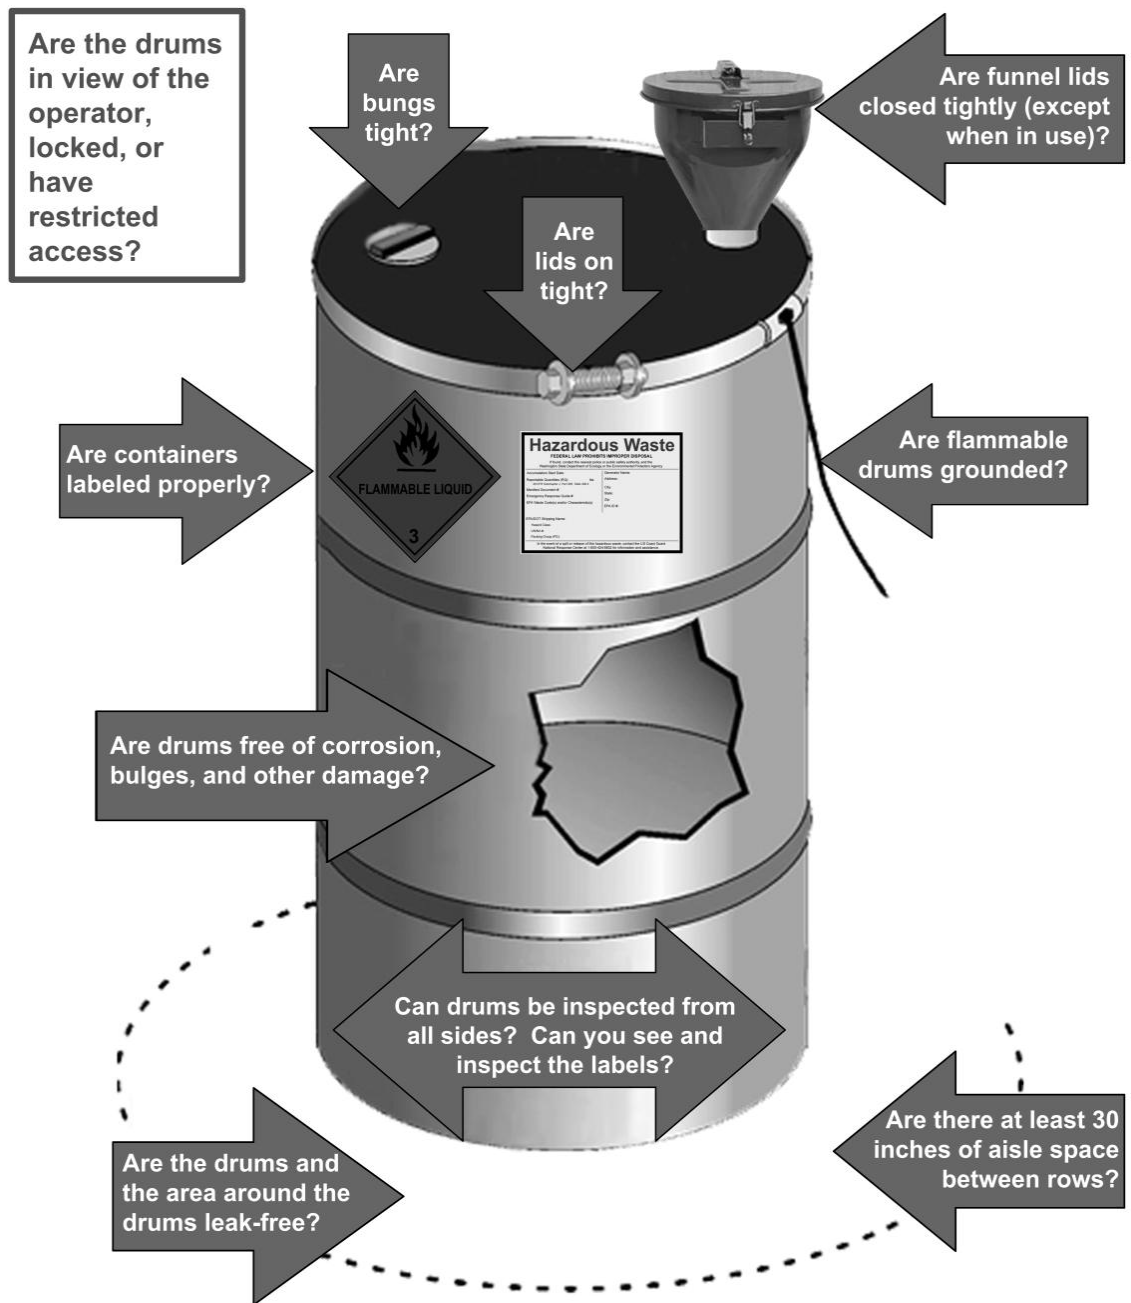 Are the drums
in view of the
operator,
locked, or
have
restricted
access?
Are
bungs
tight?
Are funnel lids
closed tightly (except
when in use)?
Are
lids on
tight?
Are containers
labeled properly?
FLAMMABLE LIQUID
3
Hazardous Waste
FEDERAL LAW PROHIBITS IMPROPER DISPOSAL
Are flammable
drums grounded?
Are drums free of corrosion,
bulges, and other damage?
Can drums be inspected from
all sides?  Can you see and
inspect the labels?
Are the drums and
the area around the
drums leak-free?
Are there at least 30
inches of aisle space
between rows?